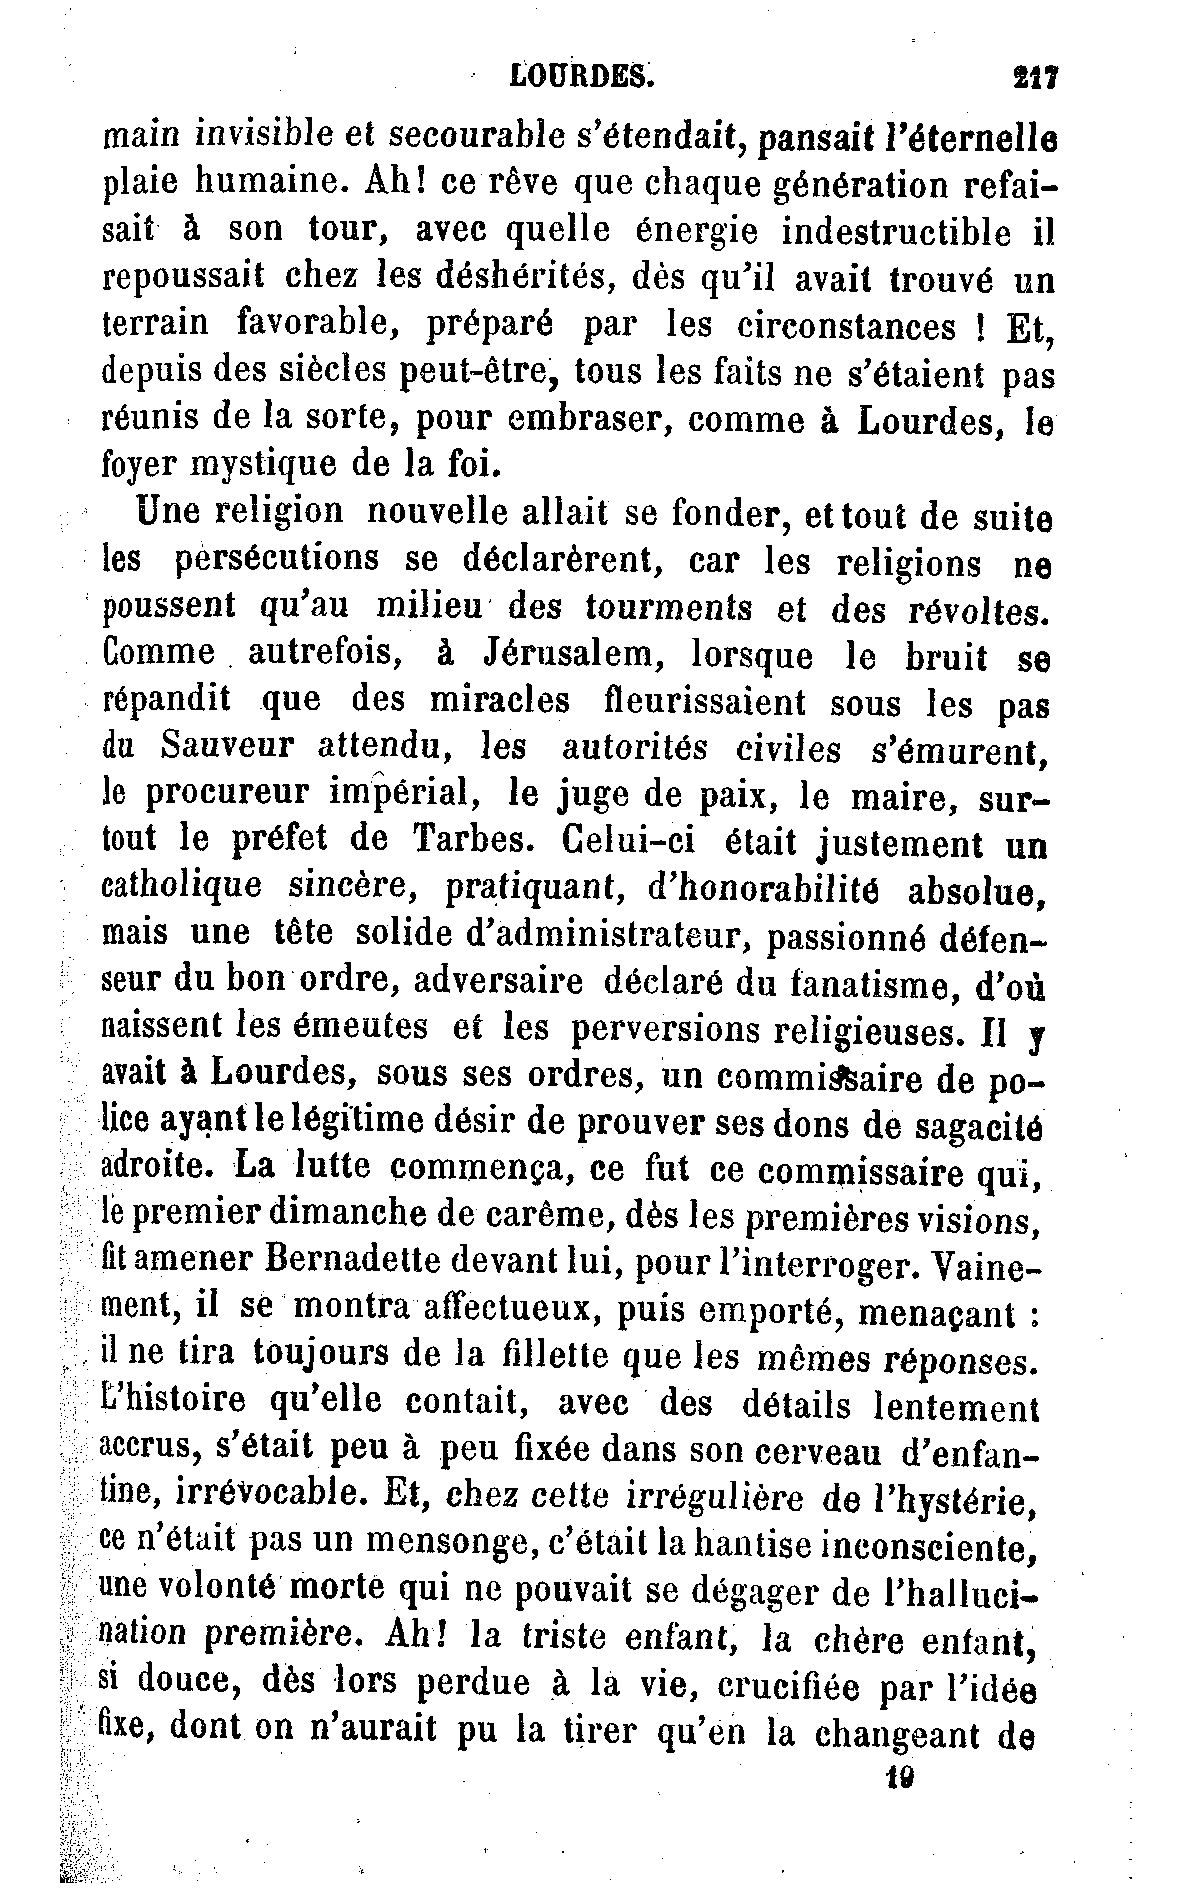 LOURDES. 217
main invisible et secourable s'étendait, pansait l'éternelle
plaie humaine. Ah! ce rêve que chaque génération refai-
sait à son tour, avec quelle énergie indestructible il
repoussait chez les déshérités, dès qu'il avait trouvé un
terrain favorable, préparé par les circonstances ! Et,
depuis des siècles peut-être, tous les faits ne s'étaient pas
réunis de la sorte, pour embraser, comme à Lourdes, le
foyer mystique de la foi.
Une religion nouvelle allait se fonder, et tout de suite
les persécutions se déclarèrent, car les religions ne
poussent qu'au milieu des tourments et des révoltes.
Comme autrefois, à Jérusalem, lorsque le bruit se
répandit que des miracles fleurissaient sous les pas
du Sauveur attendu, les autorités civiles s'émurent,
le procureur impérial, le juge de paix, le maire, sur-
tout le préfet de Tarbes. Celui-ci était justement un
catholique sincère, pratiquant, d'honorabilité absolue,
mais une tête solide d'administrateur, passionné défen-
seur du bon ordre, adversaire déclaré du fanatisme, d'où
naissent les émeutes et les perversions religieuses. Il y
avait à Lourdes, sous ses ordres, un commissaire de po-
lice ayant le légitime désir de prouver ses dons de sagacité
adroite. La lutte commença, ce fut ce commissaire qui,
le premier dimanche de carême, dès les premières visions,
fit amener Bernadette devant lui, pour l'interroger. Vaine-
ment, il se montra affectueux, puis emporté, menaçant :
il ne tira toujours de la fillette que les mêmes réponses.
L'histoire qu'elle contait, avec des détails lentement
accrus, s'était peu à peu fixée dans son cerveau d'enfan-
tine, irrévocable. Et, chez cette irrégulière de l'hystérie,
ce n'était pas un mensonge, c'était la hantise inconsciente,
une volonté morte qui ne pouvait se dégager de l'halluci-
nation première. Ah! la triste enfant, la chère enfant,
si douce, dès lors perdue à la vie, crucifiée par l'idée
fixe, dont on n'aurait pu la tirer qu'en la changeant de
19